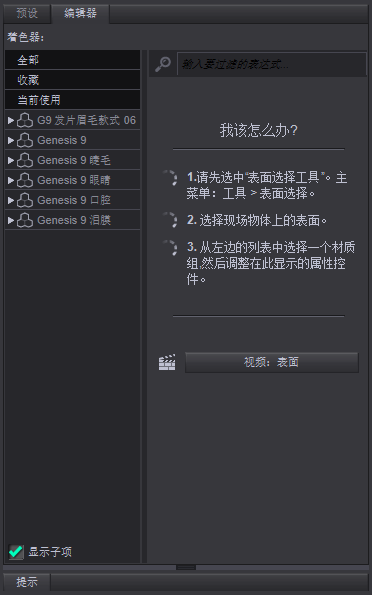 预设 编辑器
着色器:
输入要过滤的表达式...
全部
收藏
当前使用
G9 发片眉毛款式 06
Genesis 9
Genesis 9 睫毛
Genesis 9 眼睛
Genesis 9 口腔
Genesis 9 泪膜
显示子项
我该怎么办?
1.请先选中“表面选择工具”。主
菜单：工具 > 表面选择。
2. 选择现场物体上的表面。
3. 从左边的列表中选择一个材质
组,然后调整在此显示的属性控
件。
视频：表面
提示